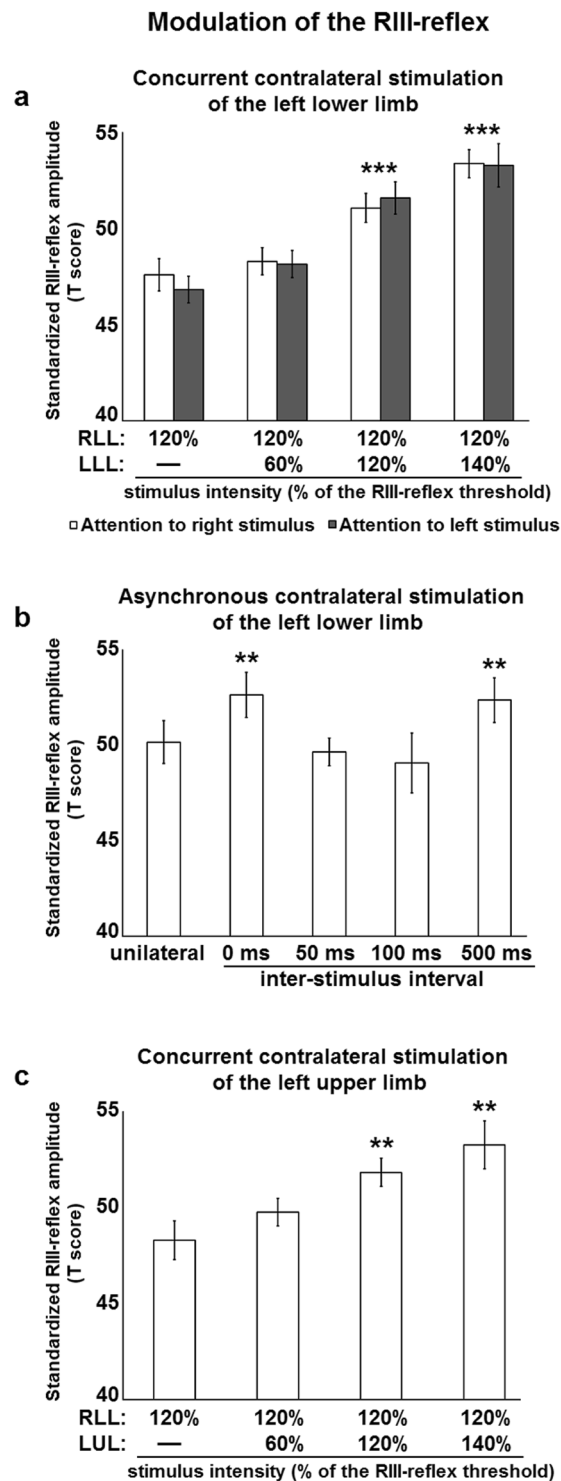 Modulation of the RIII-reflex
a
Concurrent contralateral stimulation
of the left lower limb
Standardized RIII-reflex amplitude
(T score)
55
50
45
40
***
***
RLL: 120% 120% 120% 120%
LLL: — 60% 120% 140%
stimulus intensity (% of the RIII-reflex threshold)
Attention to right stimulus Attention to left stimulus
b
Asynchronous contralateral stimulation
of the left lower limb
Standardized RIII-reflex amplitude
(T score)
55
50
45
40
**
**
unilateral 0 ms 50 ms 100 ms 500 ms
inter-stimulus interval
c
Concurrent contralateral stimulation
of the left upper limb
Standardized RIII-reflex amplitude
(T score)
55
50
45
40
**
**
RLL: 120% 120% 120% 120%
LUL: — 60% 120% 140%
stimulus intensity (% of the RIII-reflex threshold)